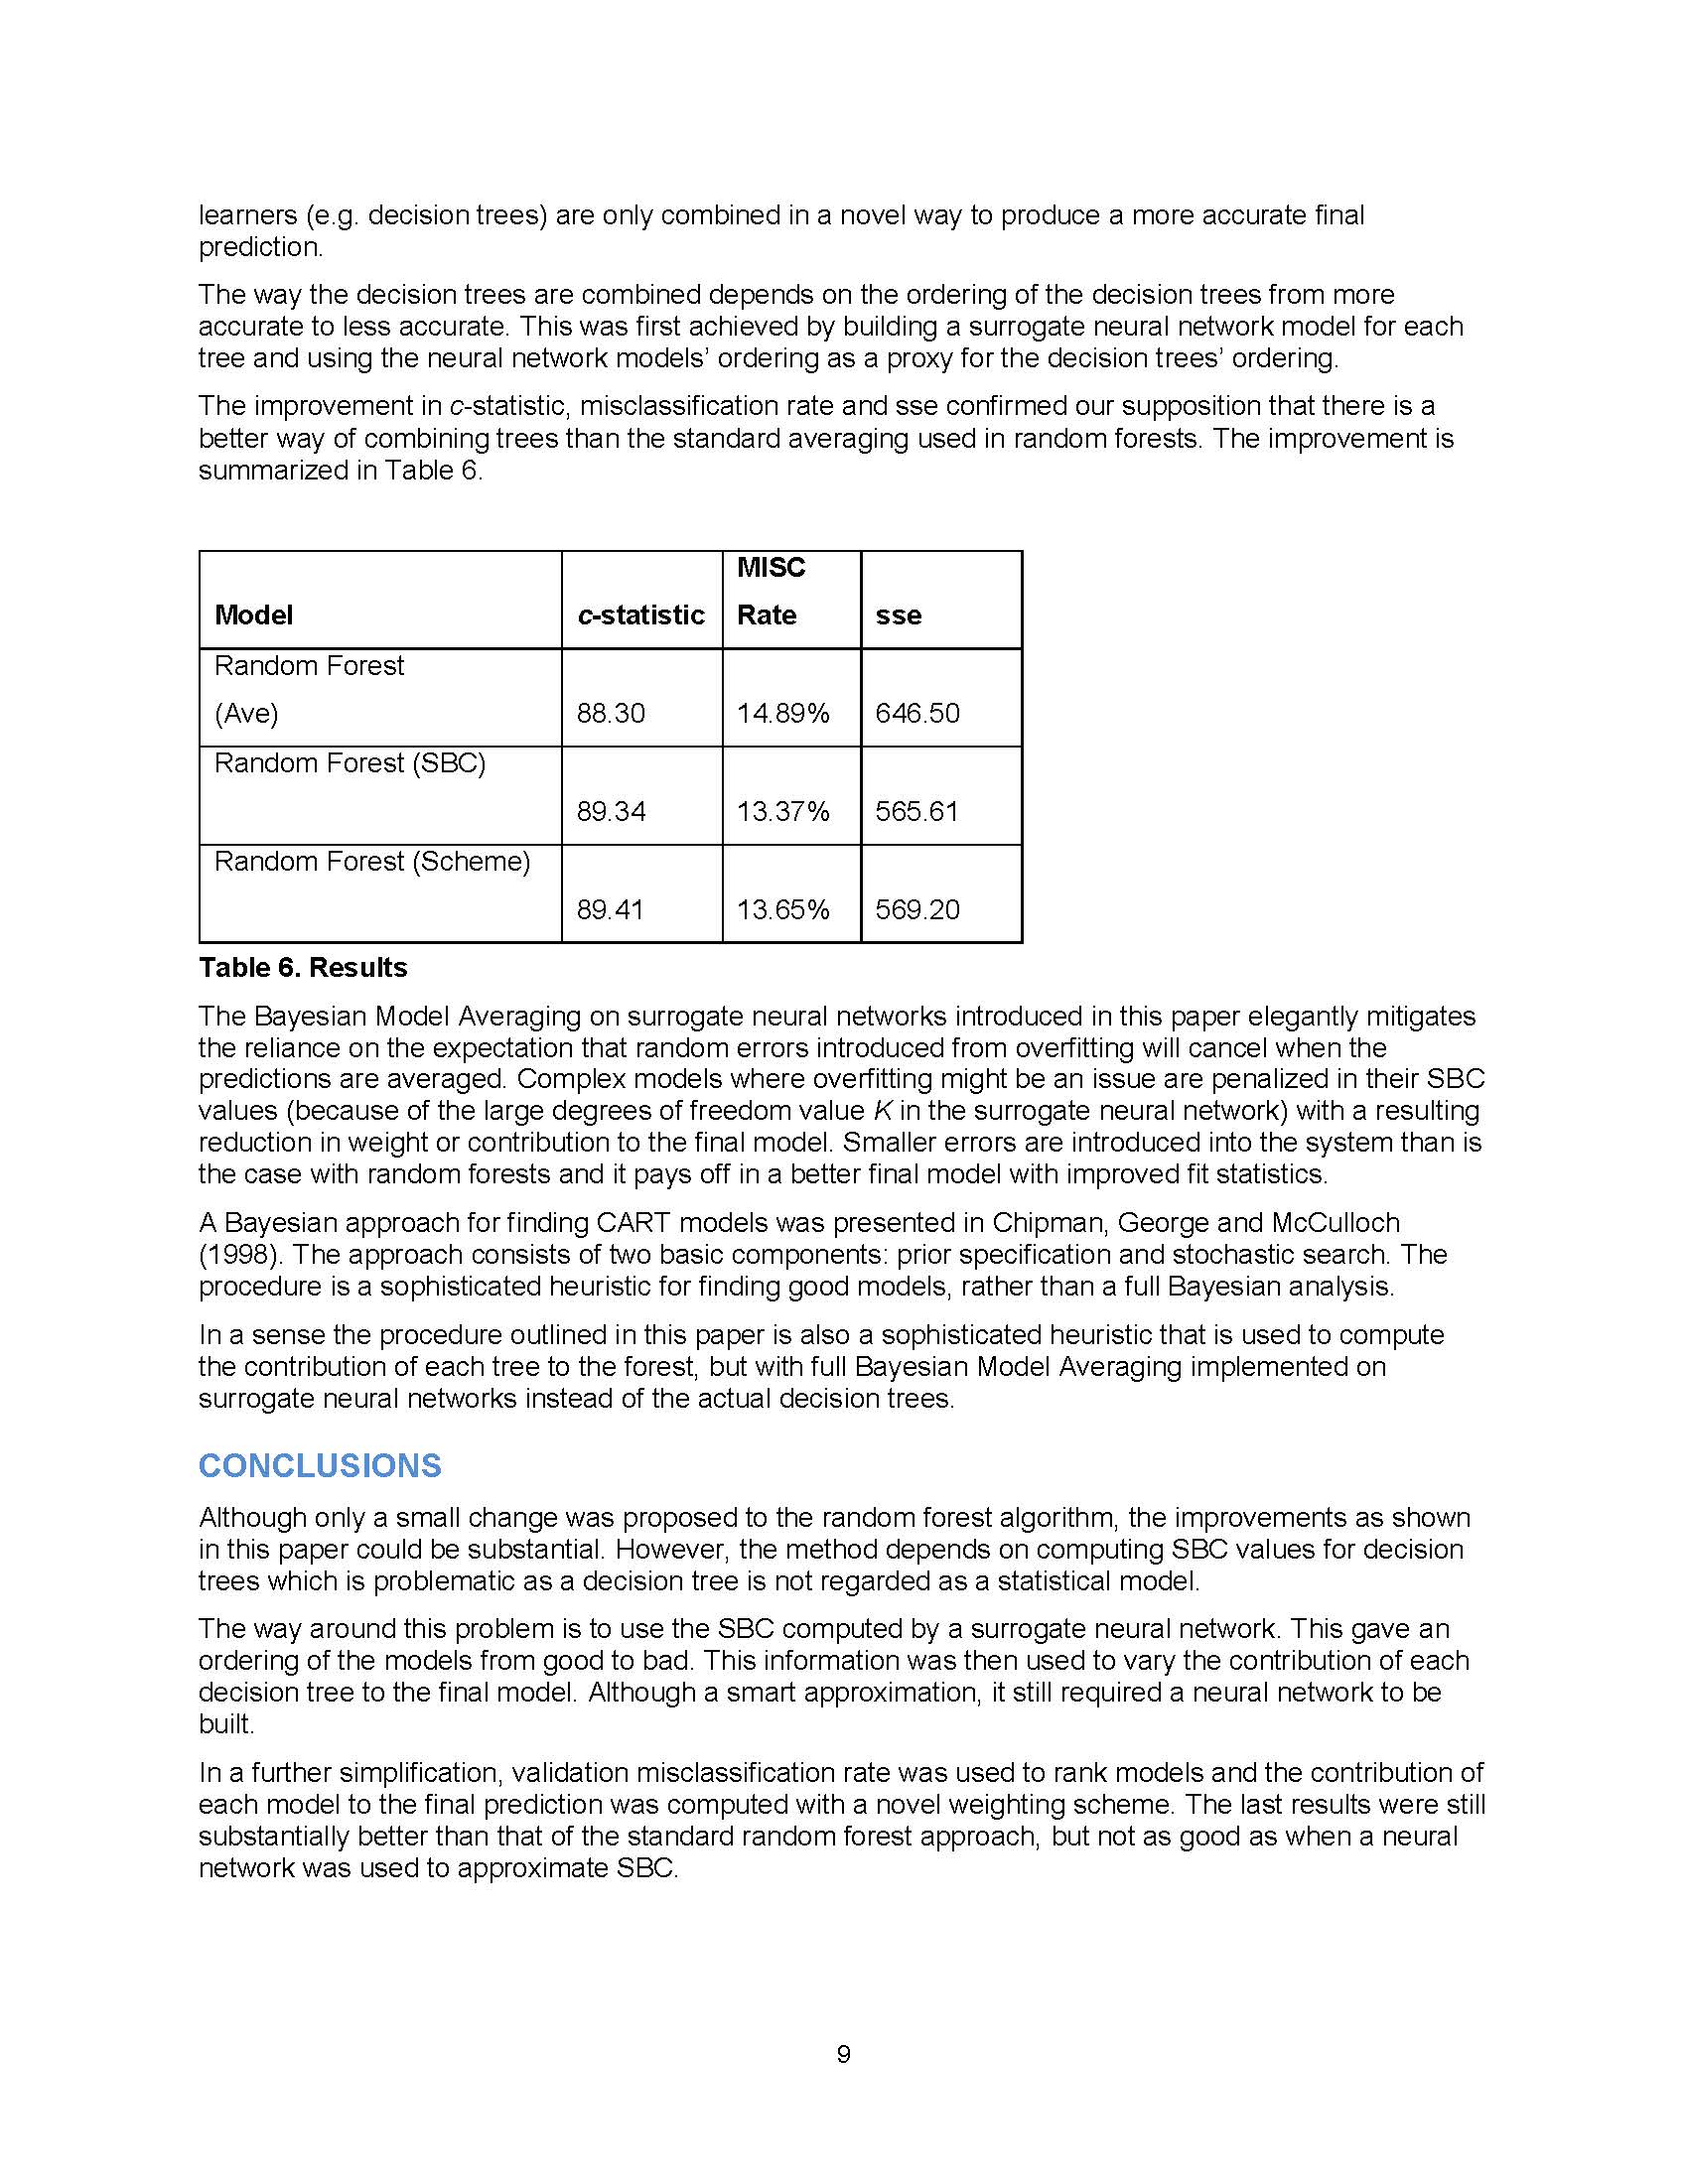 learners (e.g. decision trees) are only combined in a novel way to produce a more accurate final
prediction.
The way the decision trees are combined depends on the ordering of the decision trees from more
accurate to less accurate. This was first achieved by building a surrogate neural network model for each
tree and using the neural network models’ ordering as a proxy for the decision trees’ ordering.
The improvement in c-statistic, misclassification rate and sse confirmed our supposition that there is a
better way of combining trees than the standard averaging used in random forests. The improvement is
summarized in Table 6.
Model c-statistic MISC Rate sse
Random Forest
(Ave) 88.30 14.89% 646.50
Random Forest (SBC)
89.34 13.37% 565.61
Random Forest (Scheme)
89.41 13.65% 569.20
Table 6. Results
The Bayesian Model Averaging on surrogate neural networks introduced in this paper elegantly mitigates
the reliance on the expectation that random errors introduced from overfitting will cancel when the
predictions are averaged. Complex models where overfitting might be an issue are penalized in their SBC
values (because of the large degrees of freedom value K in the surrogate neural network) with a resulting
reduction in weight or contribution to the final model. Smaller errors are introduced into the system than is
the case with random forests and it pays off in a better final model with improved fit statistics.
A Bayesian approach for finding CART models was presented in Chipman, George and McCulloch
(1998). The approach consists of two basic components: prior specification and stochastic search. The
procedure is a sophisticated heuristic for finding good models, rather than a full Bayesian analysis.
In a sense the procedure outlined in this paper is also a sophisticated heuristic that is used to compute
the contribution of each tree to the forest, but with full Bayesian Model Averaging implemented on
surrogate neural networks instead of the actual decision trees.
CONCLUSIONS
Although only a small change was proposed to the random forest algorithm, the improvements as shown
in this paper could be substantial. However, the method depends on computing SBC values for decision
trees which is problematic as a decision tree is not regarded as a statistical model.
The way around this problem is to use the SBC computed by a surrogate neural network. This gave an
ordering of the models from good to bad. This information was then used to vary the contribution of each
decision tree to the final model. Although a smart approximation, it still required a neural network to be
built.
In a further simplification, validation misclassification rate was used to rank models and the contribution of
each model to the final prediction was computed with a novel weighting scheme. The last results were still
substantially better than that of the standard random forest approach, but not as good as when a neural
network was used to approximate SBC.
9